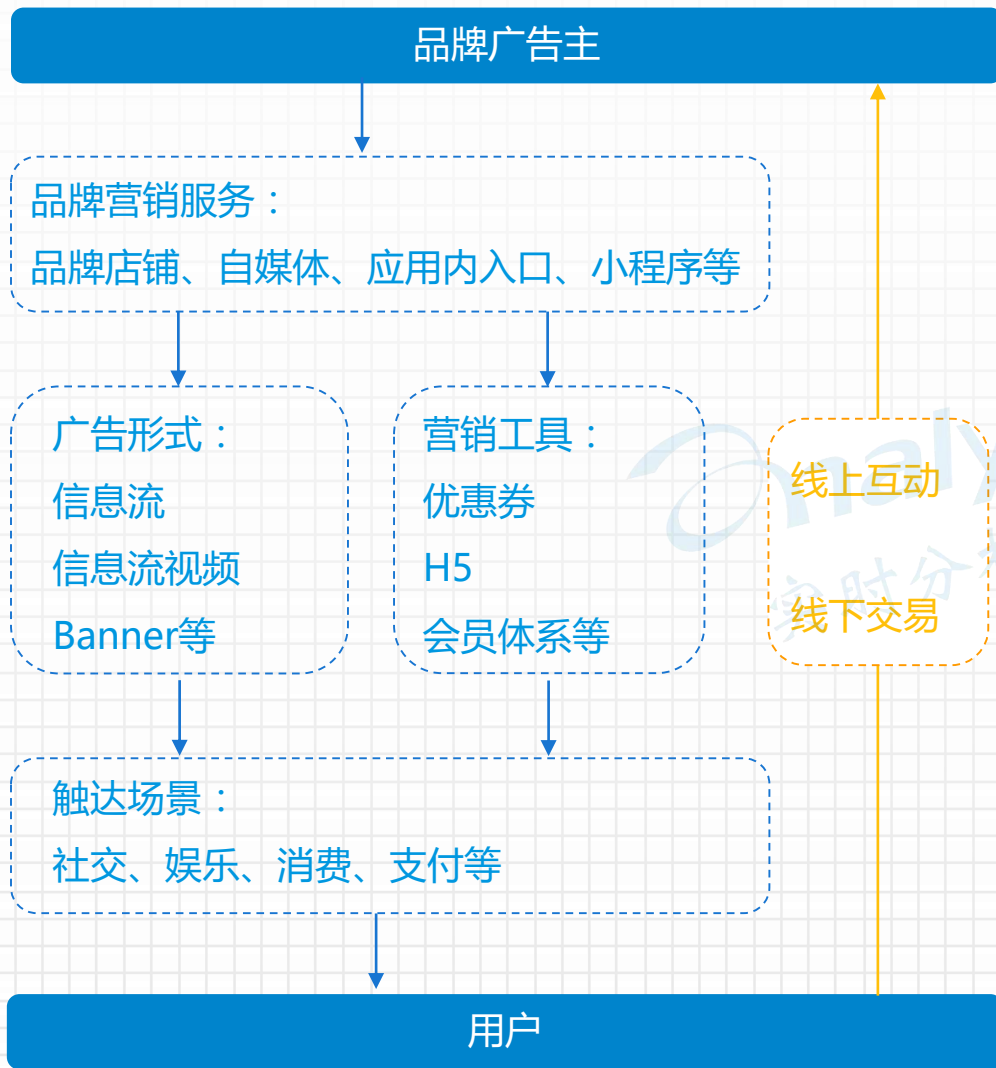 品牌广告主
品牌营销服务：
品牌店铺、自媒体、应用内入口、小程序等
广告形式：
信息流
信息流视频
Banner等
营销工具：
优惠券
H5
会员体系等
线上互动
线下交易
触达场景：
社交、娱乐、消费、支付等
用户